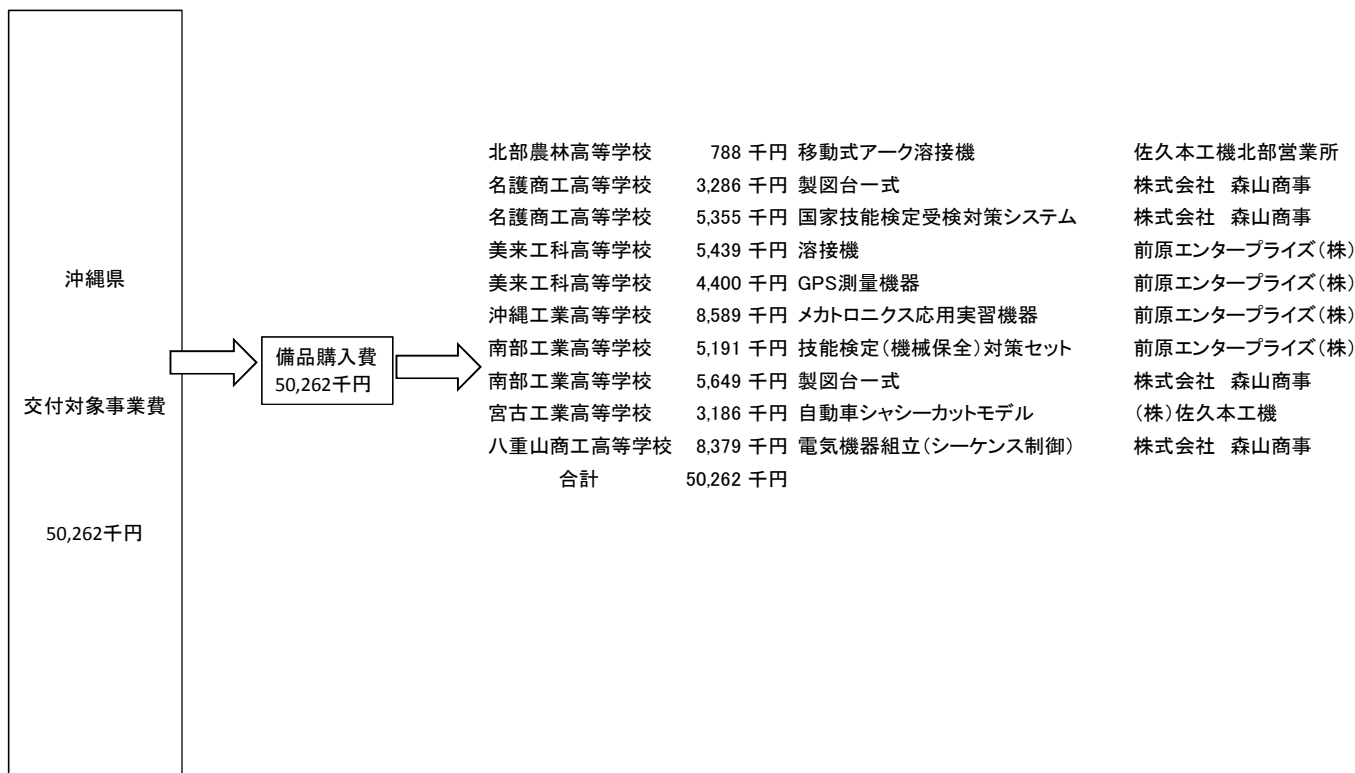 沖縄県
交付対象事業費
50,262千円
備品購入費
50,262千円
北部農林高等学校 788 千円 移動式アーク溶接機 佐久本工機北部営業所
名護商工高等学校 3,286 千円 製図台一式 株式会社 森山商事
名護商工高等学校 5,355 千円 国家技能検定受検対策システム 株式会社 森山商事
美来工科高等学校 5,439 千円 溶接機 前原エンタープライズ(株)
美来工科高等学校 4,400 千円 GPS測量機器 前原エンタープライズ(株)
沖縄工業高等学校 8,589 千円 メカトロニクス応用実習機器 前原エンタープライズ(株)
南部工業高等学校 5,191 千円 技能検定(機械保全)対策セット 前原エンタープライズ(株)
南部工業高等学校 5,649 千円 製図台一式 株式会社 森山商事
宮古工業高等学校 3,186 千円 自動車シャシーカットモデル (株)佐久本工機
八重山商工高等学校 8,379 千円 電気機器組立(シーケンス制御) 株式会社 森山商事
合計 50,262 千円